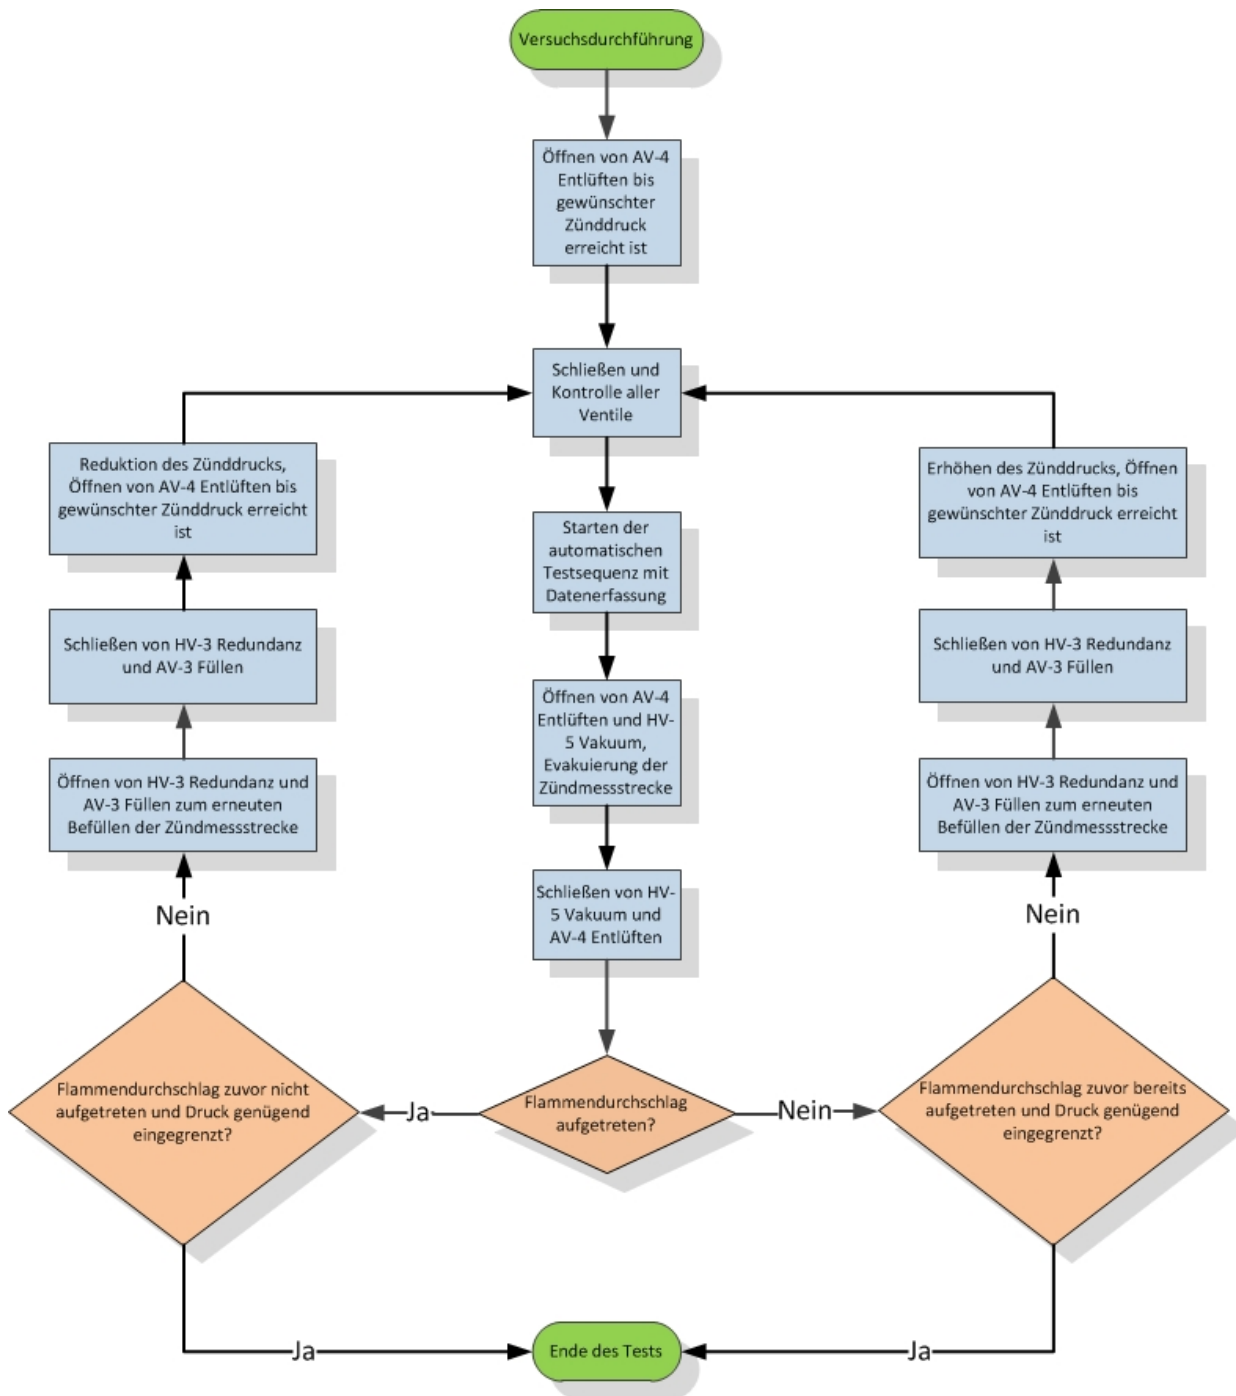 Versuchsdurchführung
Öffnen von AV-4
Entlüften bis
gewünschter
Zünddruck
erreicht ist
Schließen und
Kontrolle aller
Ventile
Reduktion des Zünddrucks,
Öffnen von AV-4 Entlüften bis
gewünschter Zünddruck erreicht
ist
Starten der
automatischen
Testsequenz mit
Datenerfassung
Erhöhen des Zünddrucks, Öffnen
von AV-4 Entlüften bis
gewünschter Zünddruck erreicht
ist
Schließen von HV-3 Redundanz
und AV-3 Füllen
Öffnen von AV-4
Entlüften und HV-
5 Vakuum,
Evakuierung der
Zündmessstrecke
Schließen von HV-3 Redundanz
und AV-3 Füllen
Öffnen von HV-3 Redundanz und
AV-3 Füllen zum erneuten
Befüllen der Zündmessstrecke
Schließen von HV-
5 Vakuum und
AV-4 Entlüften
Öffnen von HV-3 Redundanz und
AV-3 Füllen zum erneuten
Befüllen der Zündmessstrecke
Nein
Nein
Flammendurchschlag zuvor nicht
aufgetreten und Druck genügend
eingegrenzt?
Ja
Flammendurchschlag
aufgetreten?
Nein
Flammendurchschlag zuvor bereits
aufgetreten und Druck genügend
eingegrenzt?
Ja
Ende des Tests
Ja